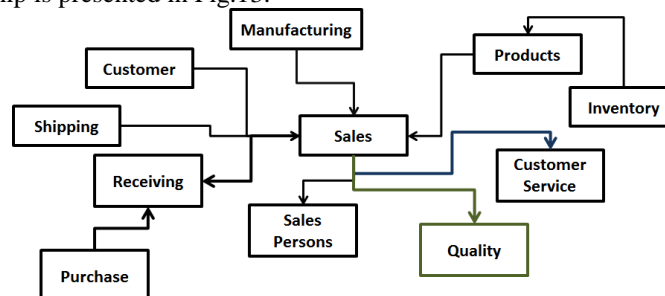 hip is presented in Fig.13.
Manufacturing
Customer
Products
Inventory
Shipping
Sales
Receiving
Customer
Service
Sales
Persons
Quality
Purchase